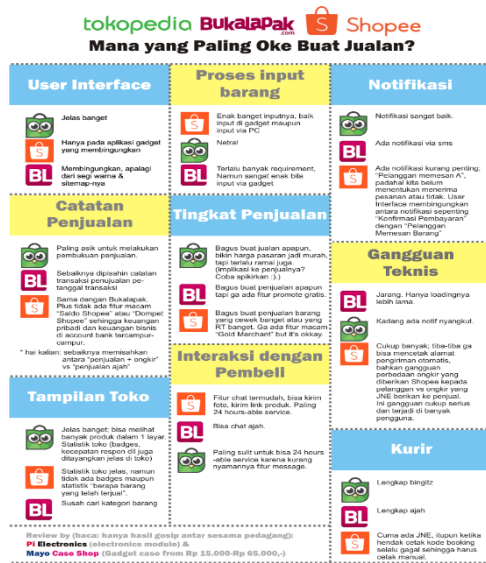 tokopedia BukaLapak .com S Shopee
Mana yang Paling Oke Buat Jualan?
User Interface
Jelas banget
S
Hanya pada aplikasi gadget
yang membingungkan
BL
Membingungkan, apalagi
dari segi warna &
sitemap-nya
Proses input
barang
S
Enak banget inputnya, baik
input di gadget maupun
input via PC
Netral
BL
Terlalu banyak requirement,
Namun sangat enak bila
input via gadget
Notifikasi
Notifikasi sangat baik.
BL
Ada notifikasi via sms
S
Ada notifikasi kurang penting;
"Pelanggan memesan A",
padahal kita belum
menentukan menerima
pesanan atau tidak. User
Interface membingungkan
antara notifikasi sepenting
"Konfirmasi Pembayaran"
dengan "Pelanggan
Memesan Barang"
Catatan
Penjualan
Paling asik untuk melakukan
pembukuan penjualan.
BL
Sebaiknya dipisahin catatan
transaksi penujualan pe-
tanggal transaksi
S
Sama dengan Bukalapak.
Plus tidak ada fitur macam
"Saldo Shopee" atau "Dompet
Shopee" sehingga keuangan
pribadi dan keuangan bisnis
di account bank tercampur-
campur.
* hai kalian: sebaiknya memisahkan
antara "penjualan + ongkir"
vs "penjualan ajah"
Tingkat Penjualan
Bagus buat jualan apapun,
bikin harga pasaran jadi murah,
tapi terlalu ramai juga.
(implikasi ke penjualnya?
Coba apikirkan :).)
BL
Bagus buat penjualan apapun
tapi ga ada fitur promote gratis.
S
Bagus buat penjualan barang
yang cewek banget atau yang
RT banget. Ga ada fitur macam
"Gold Merchant" but it's okkay.
Gangguan
Teknis
BL
Jarang. Hanya loadingnya
lebih lama.
Kadang ada notif nyangkut.
S
Cukup banyak; tiba-tiba ga
bisa mencetak alamat
pengiriman otomatis,
bahkan gangguan
perbedaan ongkir yang
diberikan Shopee kepada
pelanggan vs ongkir yang
JNE berikan ke penjual.
Ini gangguan cukup serius
dan terjadi di banyak
pengguna.
Interaksi dengan
Pembeli
S
Fitur chat termudah, bisa kirim
foto, kirim link produk. Paling
24 hours-able service.
BL
Bisa chat ajah.
Paling sulit untuk bisa 24 hours
-able service karena kurang
nyamannya fitur message.
Tampilan Toko
Jelas banget; bisa melihat
banyak produk dalam 1 layar.
Statistik toko (badges,
kecepatan respon dll juga
ditayangkan jelas di toko)
S
Statistik toko jelas, namun
tidak ada badges maupun
statistik "berapa barang
yang telah terjual".
BL
Susah cari kategori barang
Kurir
Lengkap bingitz
BL
Lengkap ajah
S
Cuma ada JNE, itupun ketika
hendak cetak kode booking
selalu gagal sehingga harus
cetak manual.
Review by (baca: hanya hasil gosip antar sesama pedagang):
Pi Electronics (electronics module) &
Mayo Case Shop (Gadget case from Rp 15.000-Rp 65.000,-)